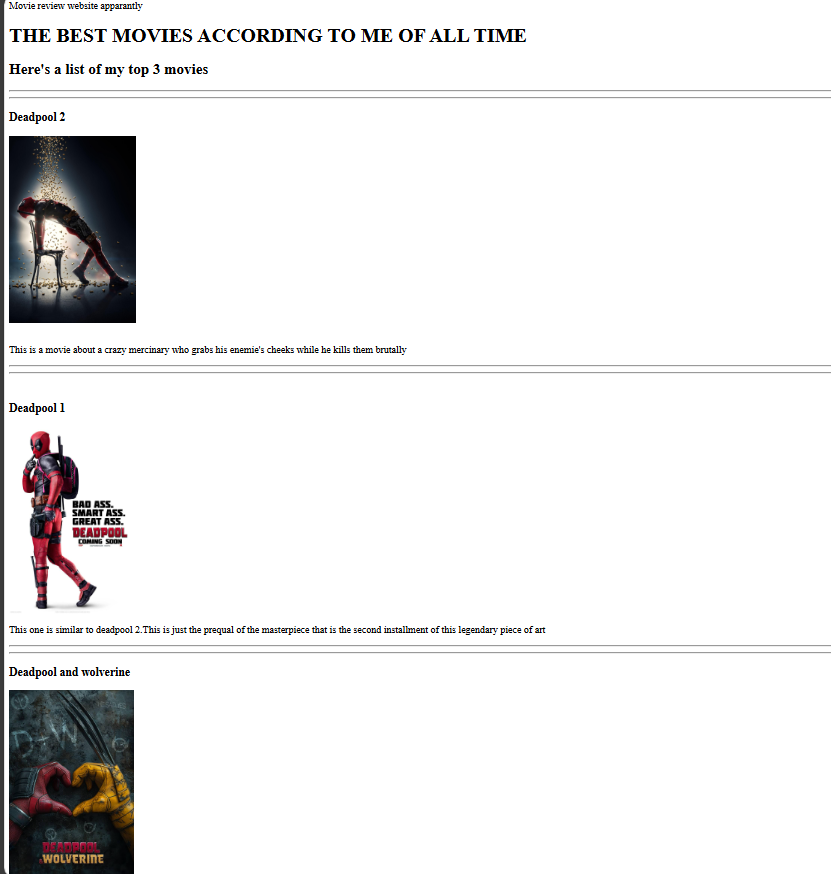 Movie review website apparantly
THE BEST MOVIES ACCORDING TO ME OF ALL TIME
Here's a list of my top 3 movies
Deadpool 2
This is a movie about a crazy mercinary who grabs his enemie's cheeks while he kills them brutally
Deadpool 1
BAD ASS.
SMART ASS.
GREAT ASS.
DEADPOOL
COMING SOON
This one is similar to deadpool 2.This is just the prequal of the masterpiece that is the second installment of this legendary piece of art
Deadpool and wolverine
D+W
DEADPOOL
WOLVERINE